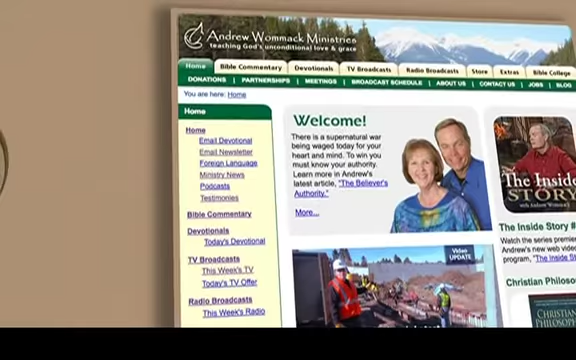 Andrew Wommack Ministries
teaching God's unconditional love & grace
Home
Bible Commentary
Devotionals
TV Broadcasts
Radio Broadcasts
Store
Extras
Bible College
DONATIONS | PARTNERSHIPS | MEETINGS | BROADCAST SCHEDULE | ABOUT US | CONTACT US | JOBS | BLOG
You are here: Home
Home
Home
Email Devotional
Email Newsletter
Foreign Language
Ministry News
Podcasts
Testimonies
Bible Commentary
Devotionals
Today's Devotional
TV Broadcasts
This Week's TV
Today's TV Offer
Radio Broadcasts
This Week's Radio
Welcome!
There is a supernatural war
being waged today for your
heart and mind. To win you
must know your authority.
Learn more in Andrew's
latest article, "The Believer's
Authority."
More...
Video
UPDATE
The Inside
STORY
with Andrew Wommack
The Inside Story #
Watch the series premier
Andrew's new web video
program, "The Inside St
Christian Philoso
CHRISTIAN